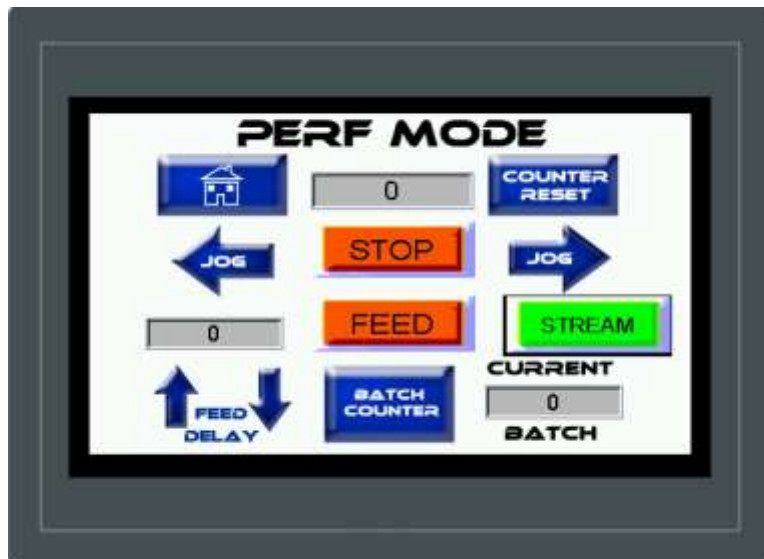 PERF MODE
0
COUNTER
RESET
JOG
STOP
JOG
0
FEED
STREAM
FEED
DELAY
BATCH
COUNTER
CURRENT
0
BATCH